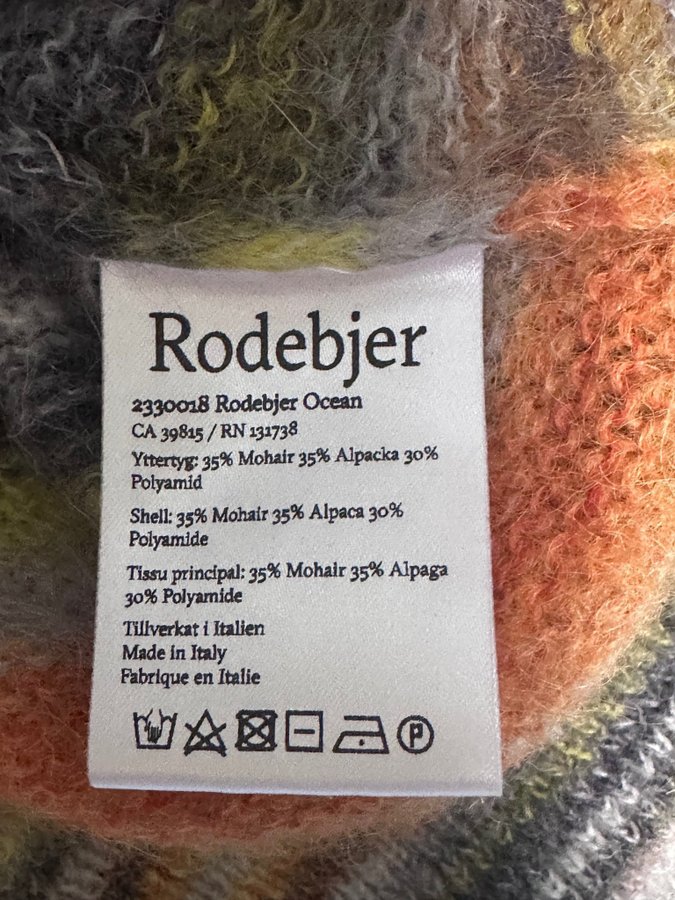 Rodebjer
2330018 Rodebjer Ocean
CA 39815 / RN 131738
Yttertyg: 35% Mohair 35% Alpacka 30%
Polyamid
Shell: 35% Mohair 35% Alpaca 30%
Polyamide
Tissu principal: 35% Mohair 35% Alpaga
30% Polyamide
Tillverkat i Italien
Made in Italy
Fabrique en Italie
P